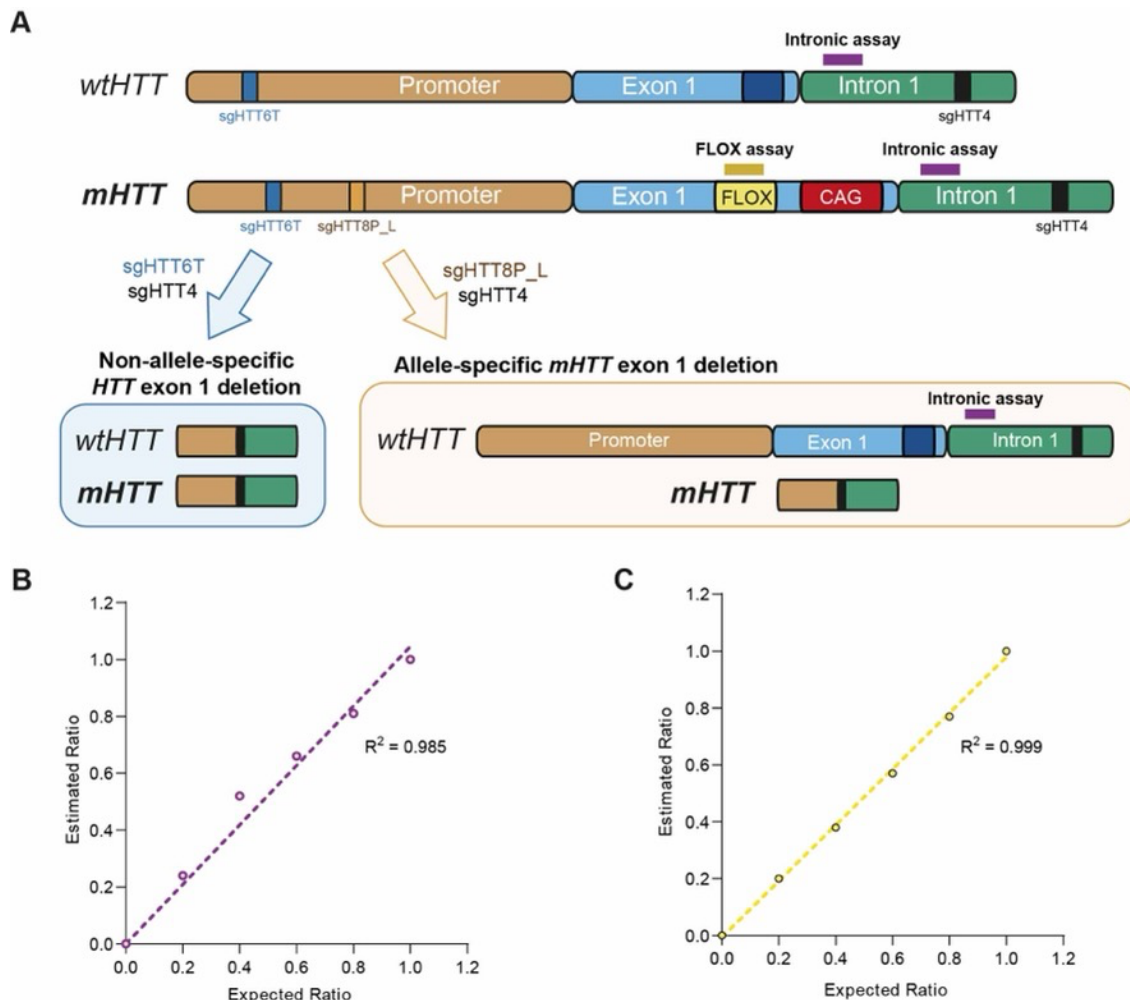 A
Intronic assay
wtHTT
Promoter
Exon 1
Intron 1
sgHTT6T
sgHTT4
FLOX assay
Intronic assay
mHTT
Promoter
Exon 1
FLOX
CAG
Intron 1
sgHTT6T
sgHTT8P_L
sgHTT4
sgHTT6T
sgHTT4
sgHTT8P_L
sgHTT4
Non-allele-specific
HTT exon 1 deletion
wtHTT
mHTT
Allele-specific mHTT exon 1 deletion
Intronic assay
wtHTT
Promoter
Exon 1
Intron 1
mHTT
B
1.2
1.0
0.8
0.6
0.4
0.2
0.0
Estimated Ratio
R² = 0.985
0.0 0.2 0.4 0.6 0.8 1.0 1.2
Expected Ratio
C
1.2
1.0
0.8
0.6
0.4
0.2
0.0
Estimated Ratio
R² = 0.999
0.0 0.2 0.4 0.6 0.8 1.0 1.2
Expected Ratio